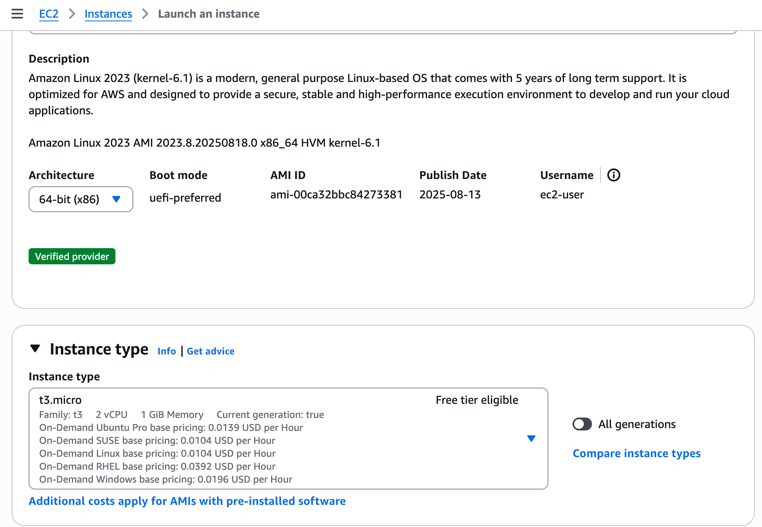 EC2 > Instances > Launch an instance
Description
Amazon Linux 2023 (kernel-6.1) is a modern, general purpose Linux-based OS that comes with 5 years of long term support. It is
optimized for AWS and designed to provide a secure, stable and high-performance execution environment to develop and run your cloud
applications.
Amazon Linux 2023 AMI 2023.8.20250818.0 x86_64 HVM kernel-6.1
Architecture Boot mode AMI ID Publish Date Username
64-bit (x86) uefi-preferred ami-00ca32bbc84273381 2025-08-13 ec2-user
Verified provider
Instance type Info | Get advice
Instance type
t3.micro Free tier eligible
Family: t3 2 vCPU 1 GiB Memory Current generation: true
On-Demand Ubuntu Pro base pricing: 0.0139 USD per Hour
On-Demand SUSE base pricing: 0.0104 USD per Hour
On-Demand Linux base pricing: 0.0104 USD per Hour
On-Demand RHEL base pricing: 0.0392 USD per Hour
On-Demand Windows base pricing: 0.0196 USD per Hour
All generations
Compare instance types
Additional costs apply for AMIs with pre-installed software